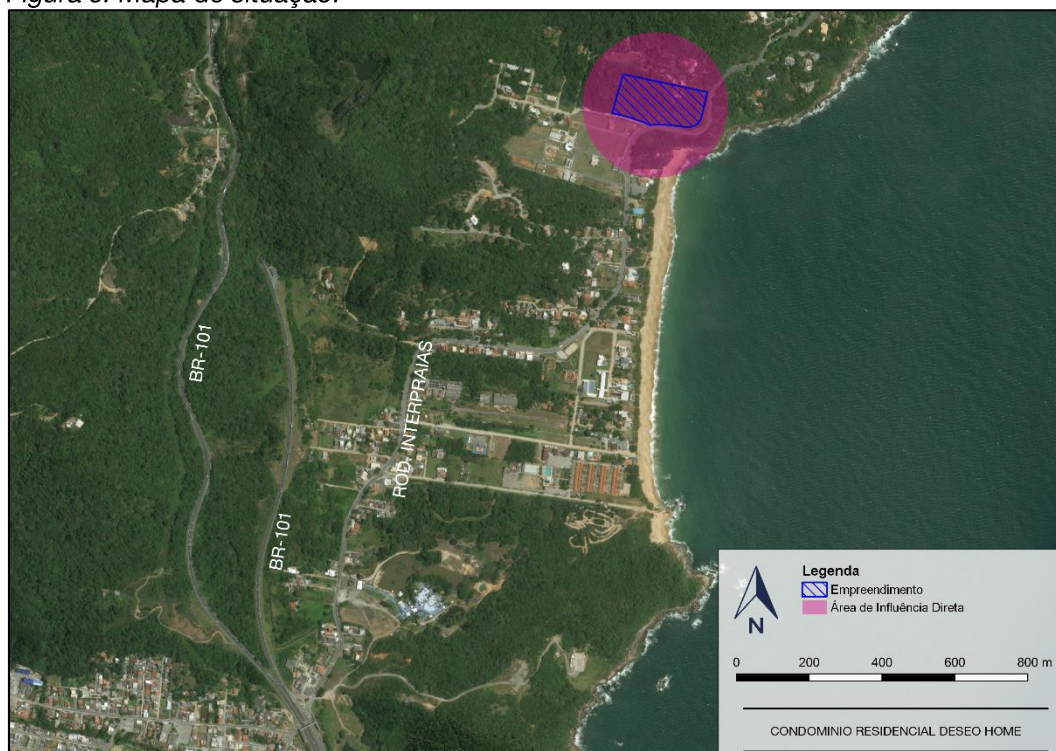 Figura 3: Mapa de situação.
BR-101
ROD. INTERPRAIAS
BR-101
Legenda
Empreendimento
Área de Influência Direta
N
0 200 400 600 800 m
CONDOMINIO RESIDENCIAL DESEO HOME